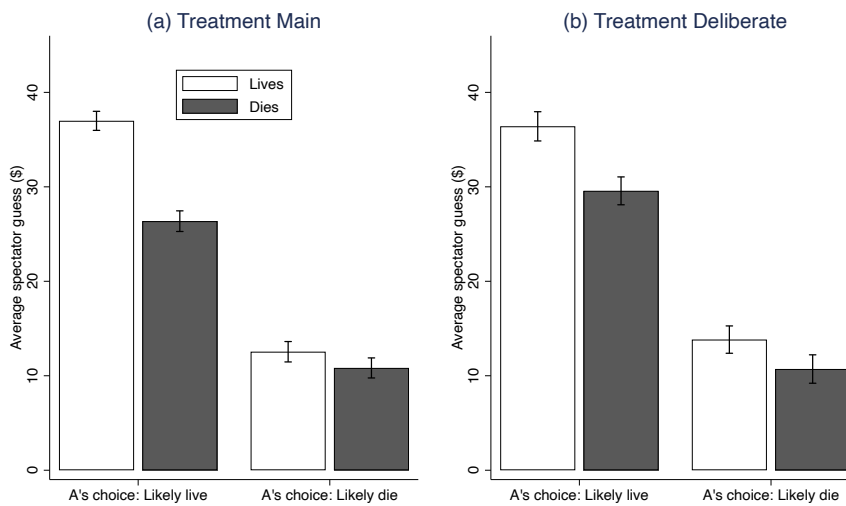 (a) Treatment Main
Lives
Dies
Average spectator guess ($)
40
30
20
10
0
A's choice: Likely live
A's choice: Likely die
(b) Treatment Deliberate
Average spectator guess ($)
40
30
20
10
0
A's choice: Likely live
A's choice: Likely die